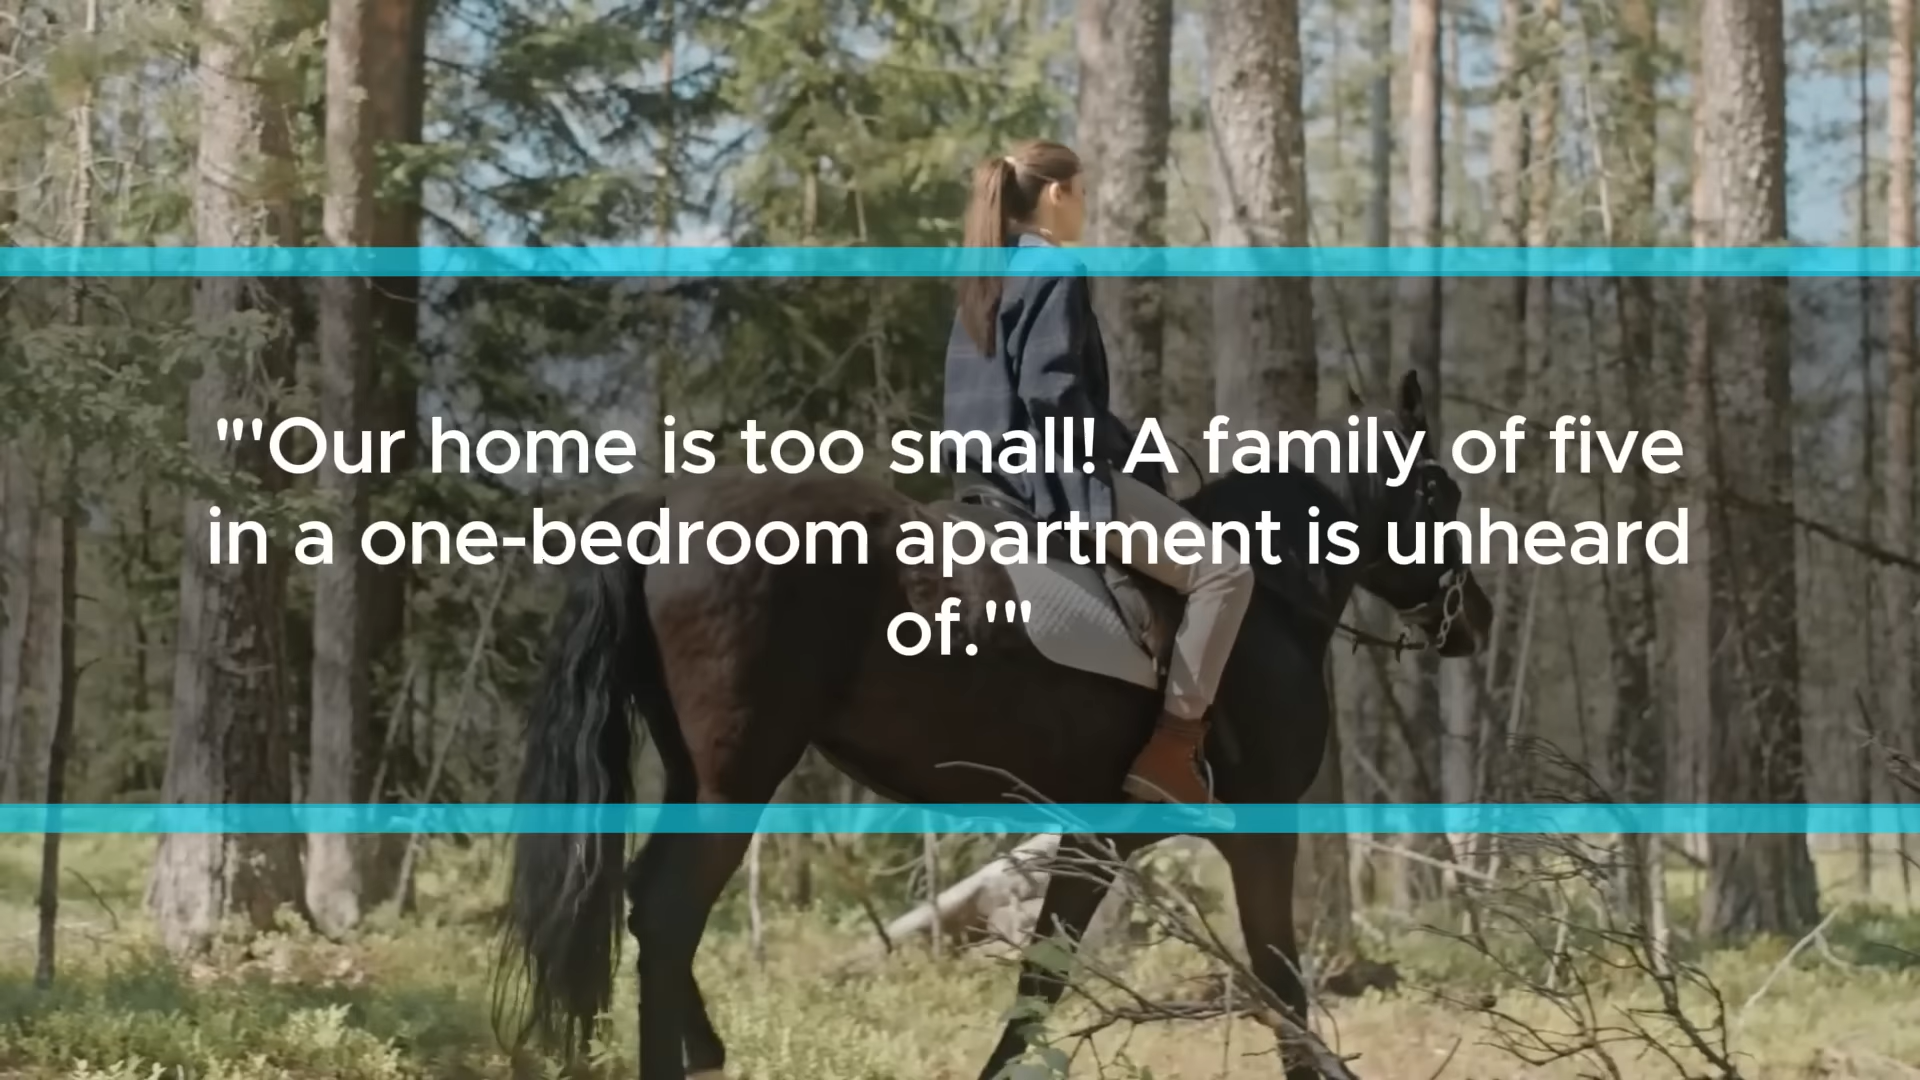 "'Our home is too small! A family of five
in a one-bedroom apartment is unheard
of.'"